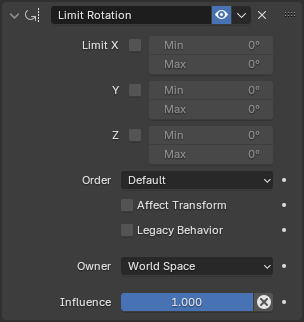 Limit Rotation
Limit X Min 0°
Max 0°
Y Min 0°
Max 0°
Z Min 0°
Max 0°
Order Default
Affect Transform
Legacy Behavior
Owner World Space
Influence 1.000